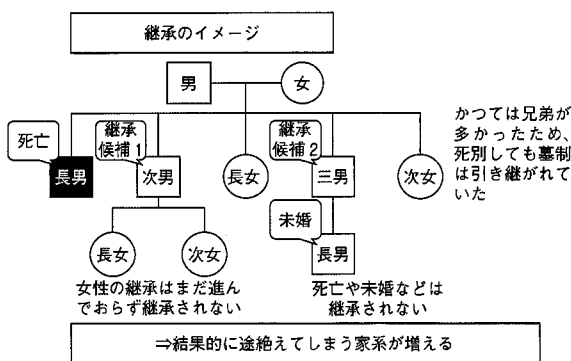 継承のイメージ
男
女
死亡
長男
継承
候補1
次男
長女
継承
候補2
三男
次女
かつては兄弟が
多かったため、
死別しても墓制
は引き継がれて
いた
長女
次女
未婚
長男
女性の継承はまだ進ん
でおらず継承されない
死亡や未婚などは
継承されない
⇒結果的に途絶えてしまう家系が増える